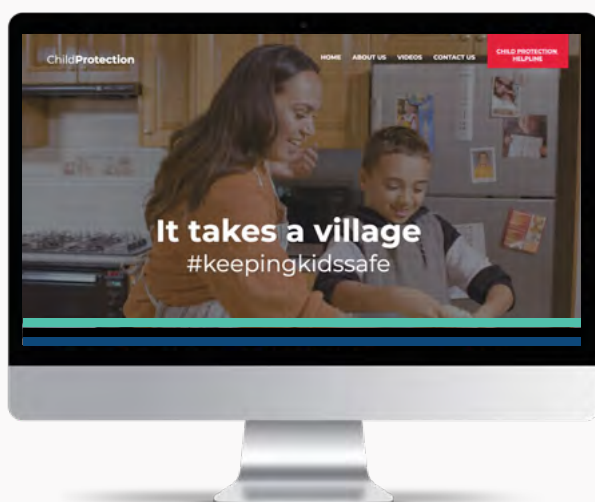 ChildProtection
HOME ABOUT US VIDEOS CONTACT US
CHILD PROTECTION
HELPLINE
It takes a village
#keepingkidssafe